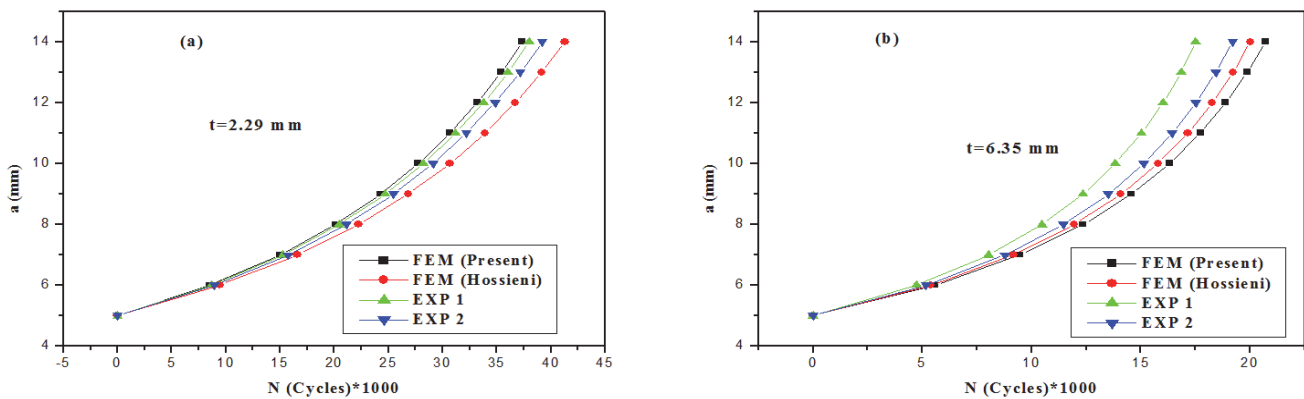 (a)
t=2.29 mm
a (mm)
14
12
10
8
6
4
-5 0 5 10 15 20 25 30 35 40 45
N (Cycles)*1000
FEM (Present)
FEM (Hossieni)
EXP 1
EXP 2
(b)
t=6.35 mm
a (mm)
14
12
10
8
6
4
0 5 10 15 20
N (Cycles)*1000
FEM (Present)
FEM (Hossieni)
EXP 1
EXP 2